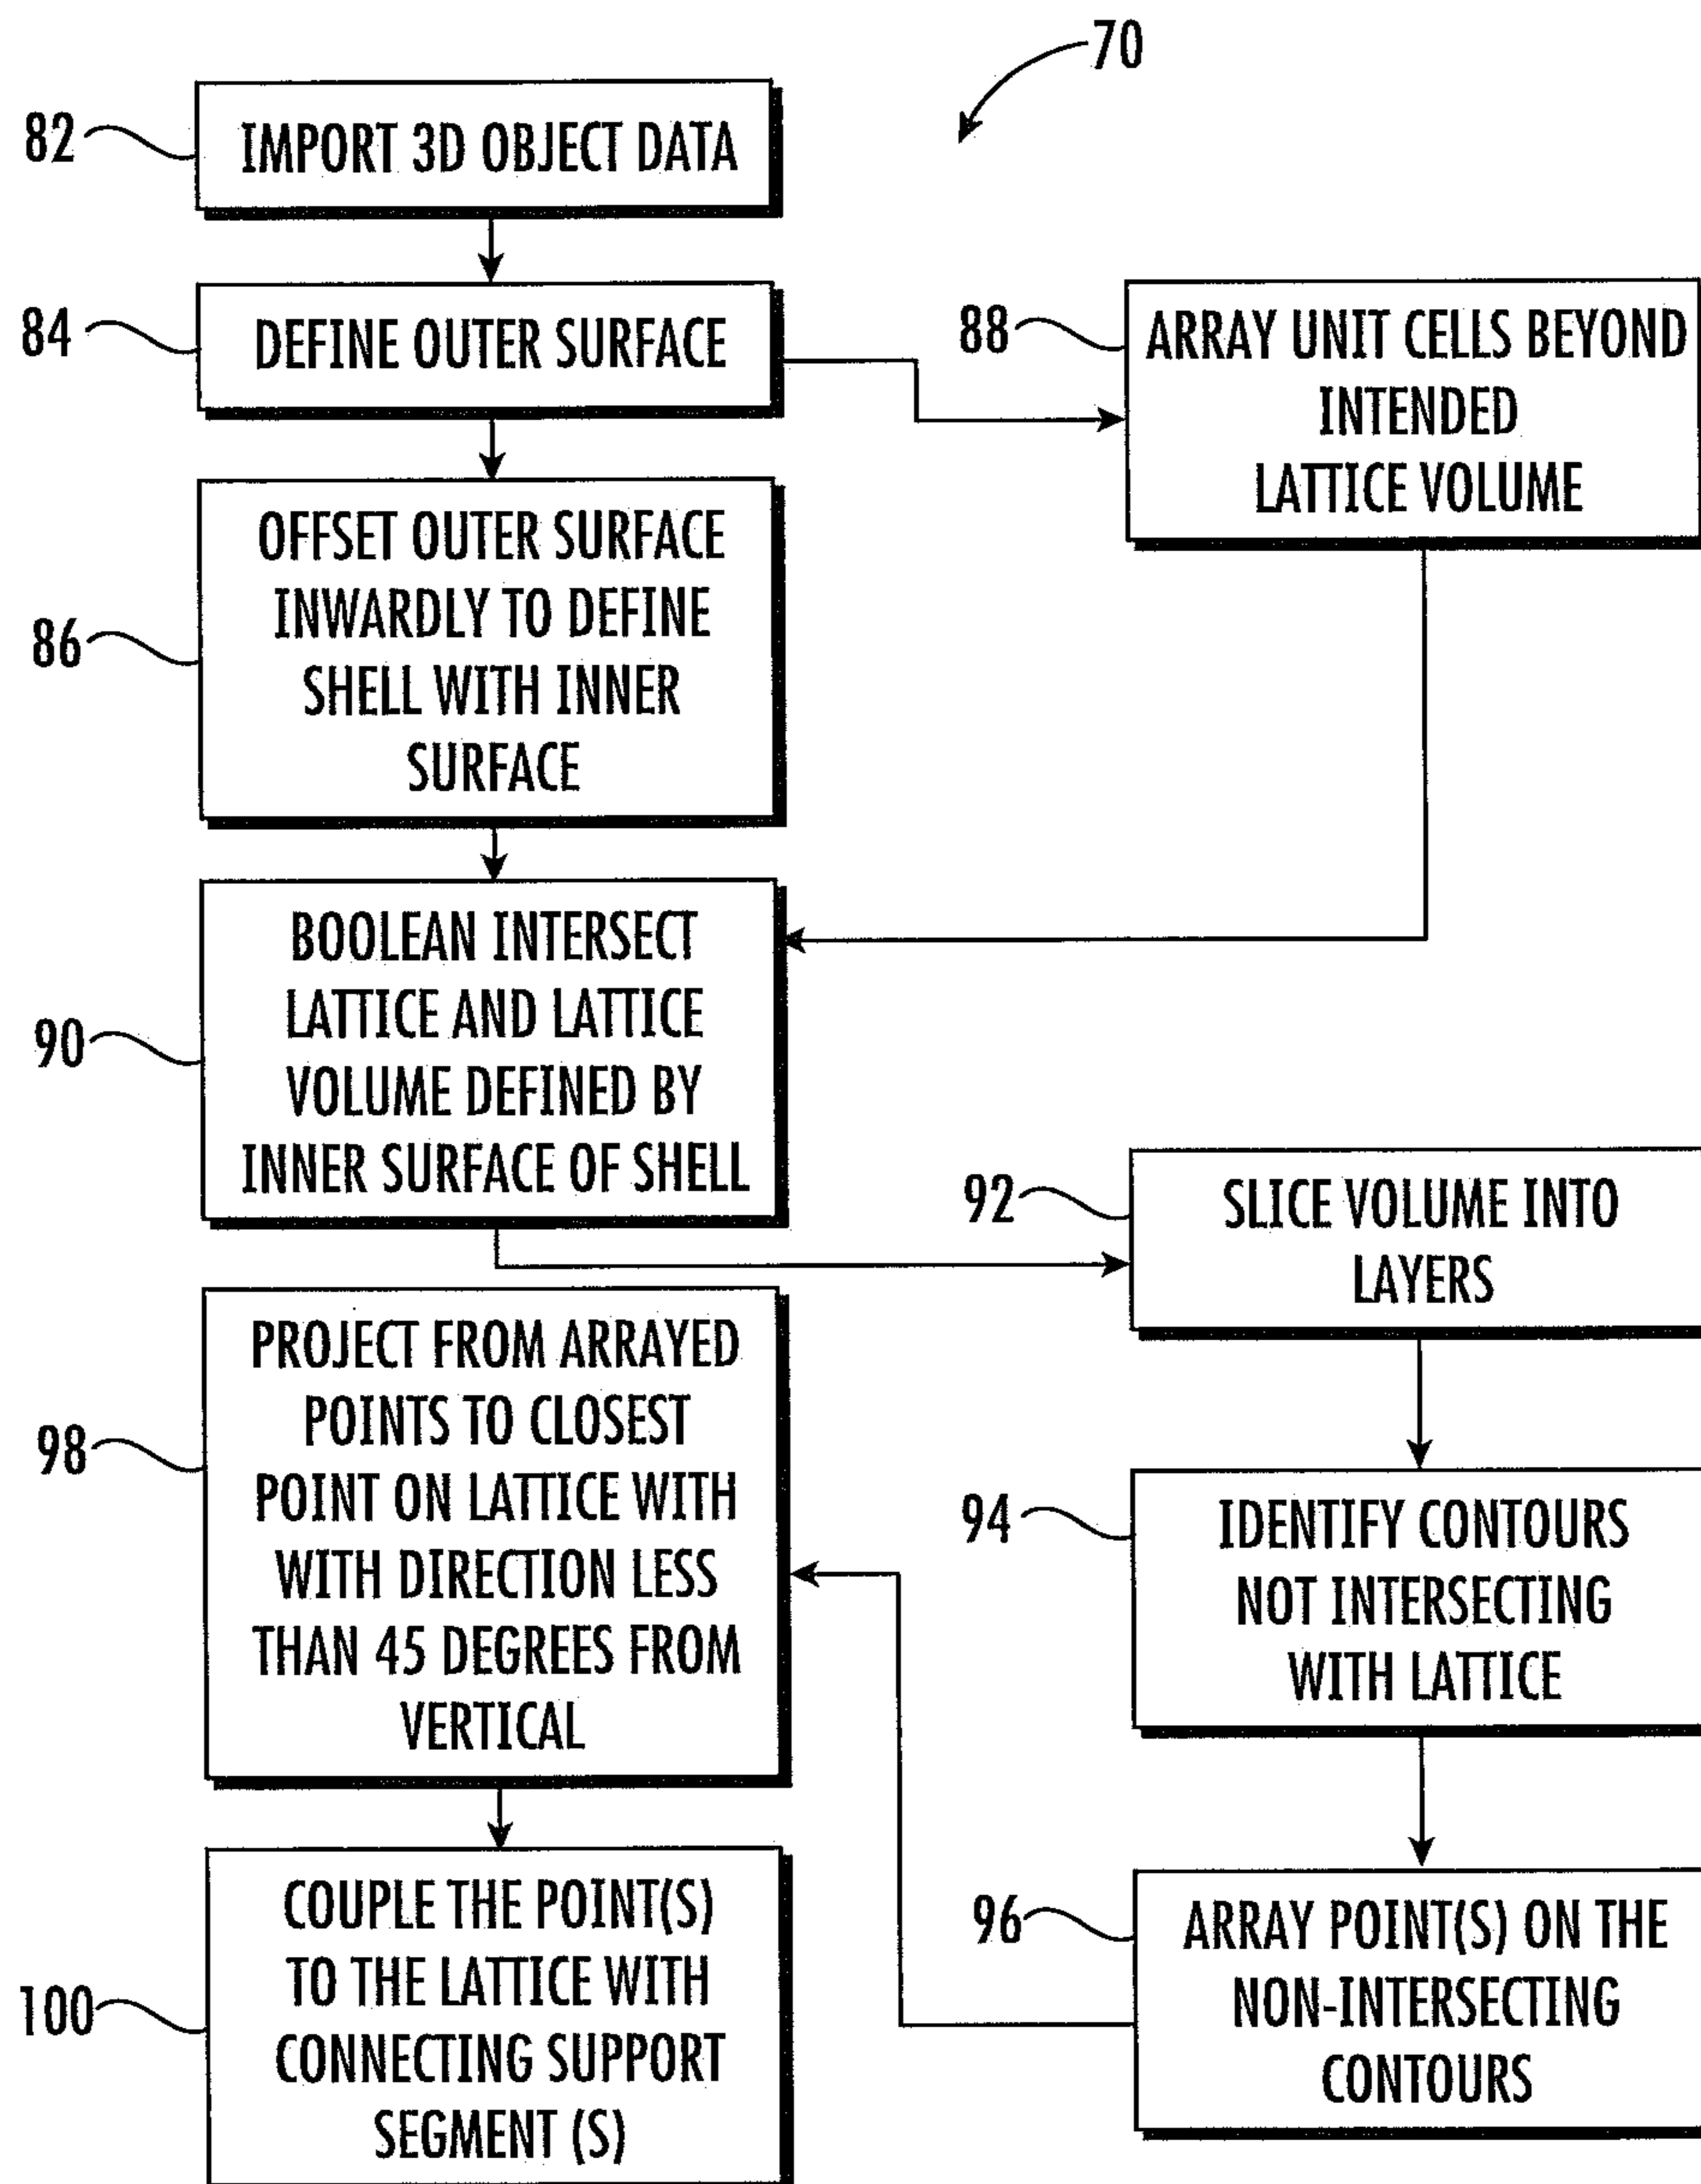 70
82
IMPORT 3D OBJECT DATA
84
DEFINE OUTER SURFACE
88
ARRAY UNIT CELLS BEYOND
INTENDED
LATTICE VOLUME
86
OFFSET OUTER SURFACE
INWARDLY TO DEFINE
SHELL WITH INNER
SURFACE
90
BOOLEAN INTERSECT
LATTICE AND LATTICE
VOLUME DEFINED BY
INNER SURFACE OF SHELL
92
SLICE VOLUME INTO
LAYERS
94
IDENTIFY CONTOURS
NOT INTERSECTING
WITH LATTICE
96
ARRAY POINT(S) ON THE
NON-INTERSECTING
CONTOURS
98
PROJECT FROM ARRAYED
POINTS TO CLOSEST
POINT ON LATTICE WITH
WITH DIRECTION LESS
THAN 45 DEGREES FROM
VERTICAL
100
COUPLE THE POINT(S)
TO THE LATTICE WITH
CONNECTING SUPPORT
SEGMENT (S)